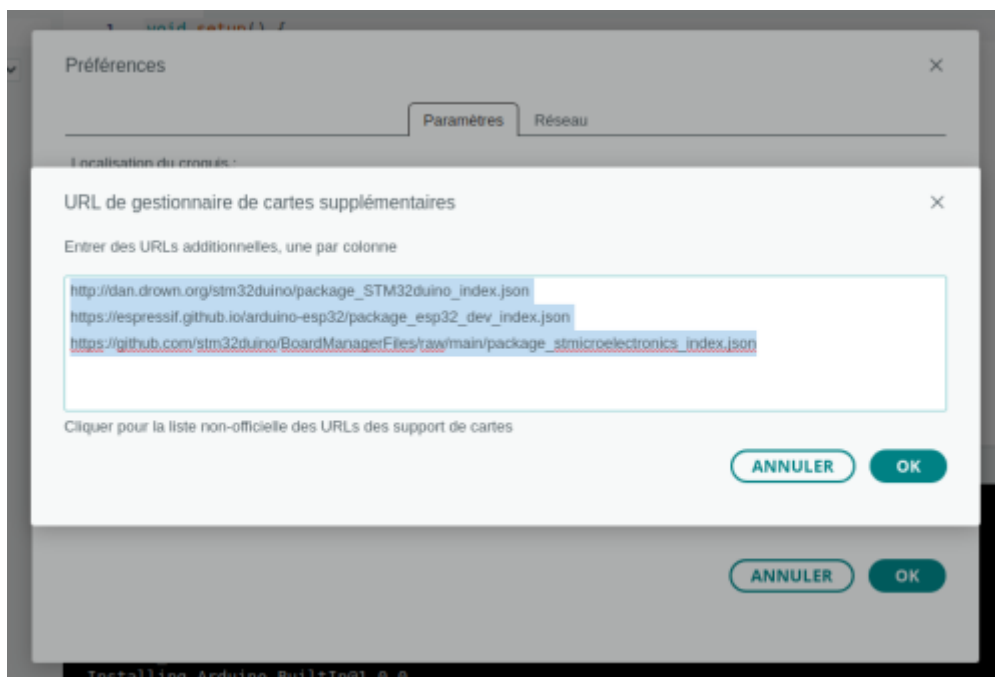 1 void setup() {
Préférences
Paramètres Réseau
Localisation du croquis :
URL de gestionnaire de cartes supplémentaires
Entrer des URLs additionnelles, une par colonne
http://dan.drown.org/stm32duino/package_STM32duino_index.json
https://espressif.github.io/arduino-esp32/package_esp32_dev_index.json
https://github.com/stm32duino/BoardManagerFiles/raw/main/package_stmicroelectronics_index.json
Cliquer pour la liste non-officielle des URLs des support de cartes
ANNULER OK
ANNULER OK
Installing Arduino_BuiltIn@1.0.0